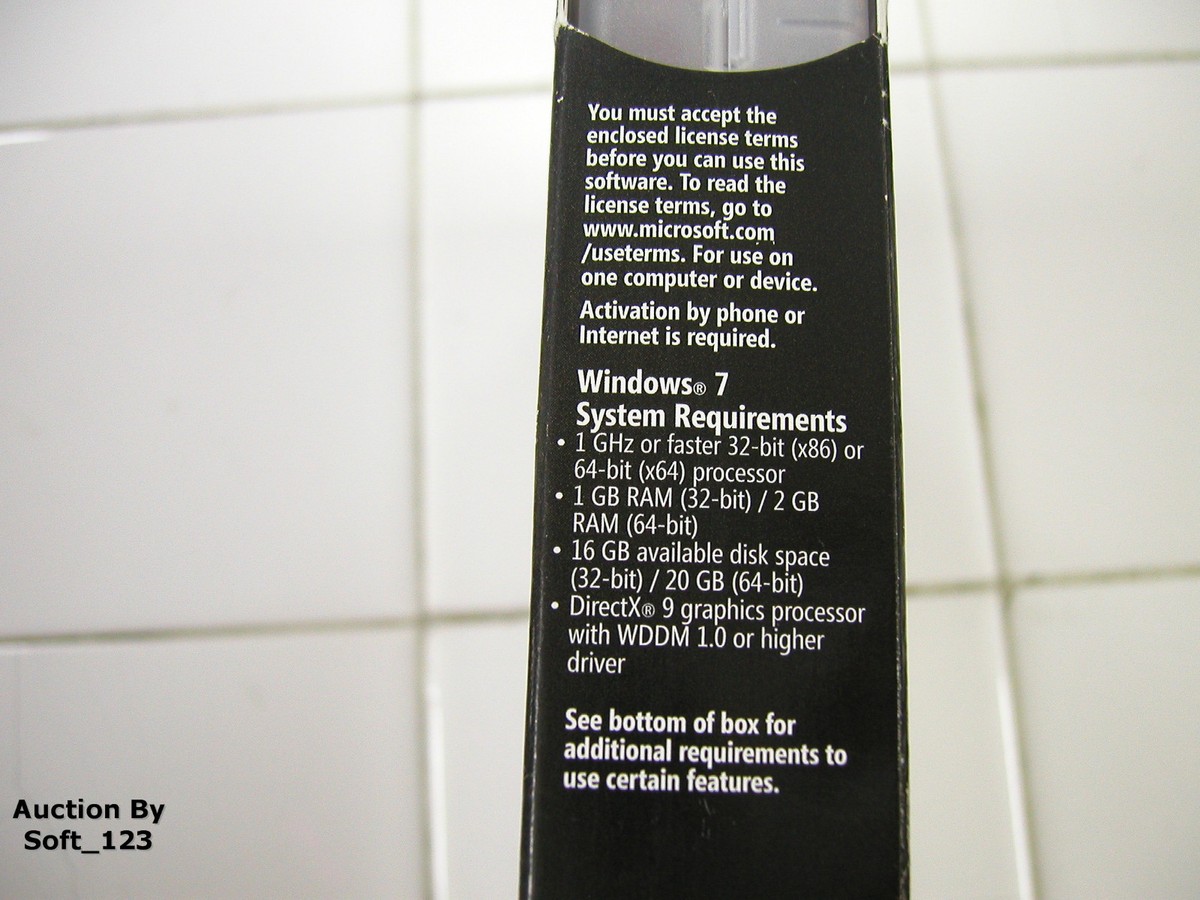 You must accept the
enclosed license terms
before you can use this
software. To read the
license terms, go to
www.microsoft.com
/useterms. For use on
one computer or device.
Activation by phone or
Internet is required.
Windows® 7
System Requirements
• 1 GHz or faster 32-bit (x86) or
64-bit (x64) processor
• 1 GB RAM (32-bit) / 2 GB
RAM (64-bit)
• 16 GB available disk space
(32-bit) / 20 GB (64-bit)
• DirectX® 9 graphics processor
with WDDM 1.0 or higher
driver
See bottom of box for
additional requirements to
use certain features.
Auction By
Soft_123